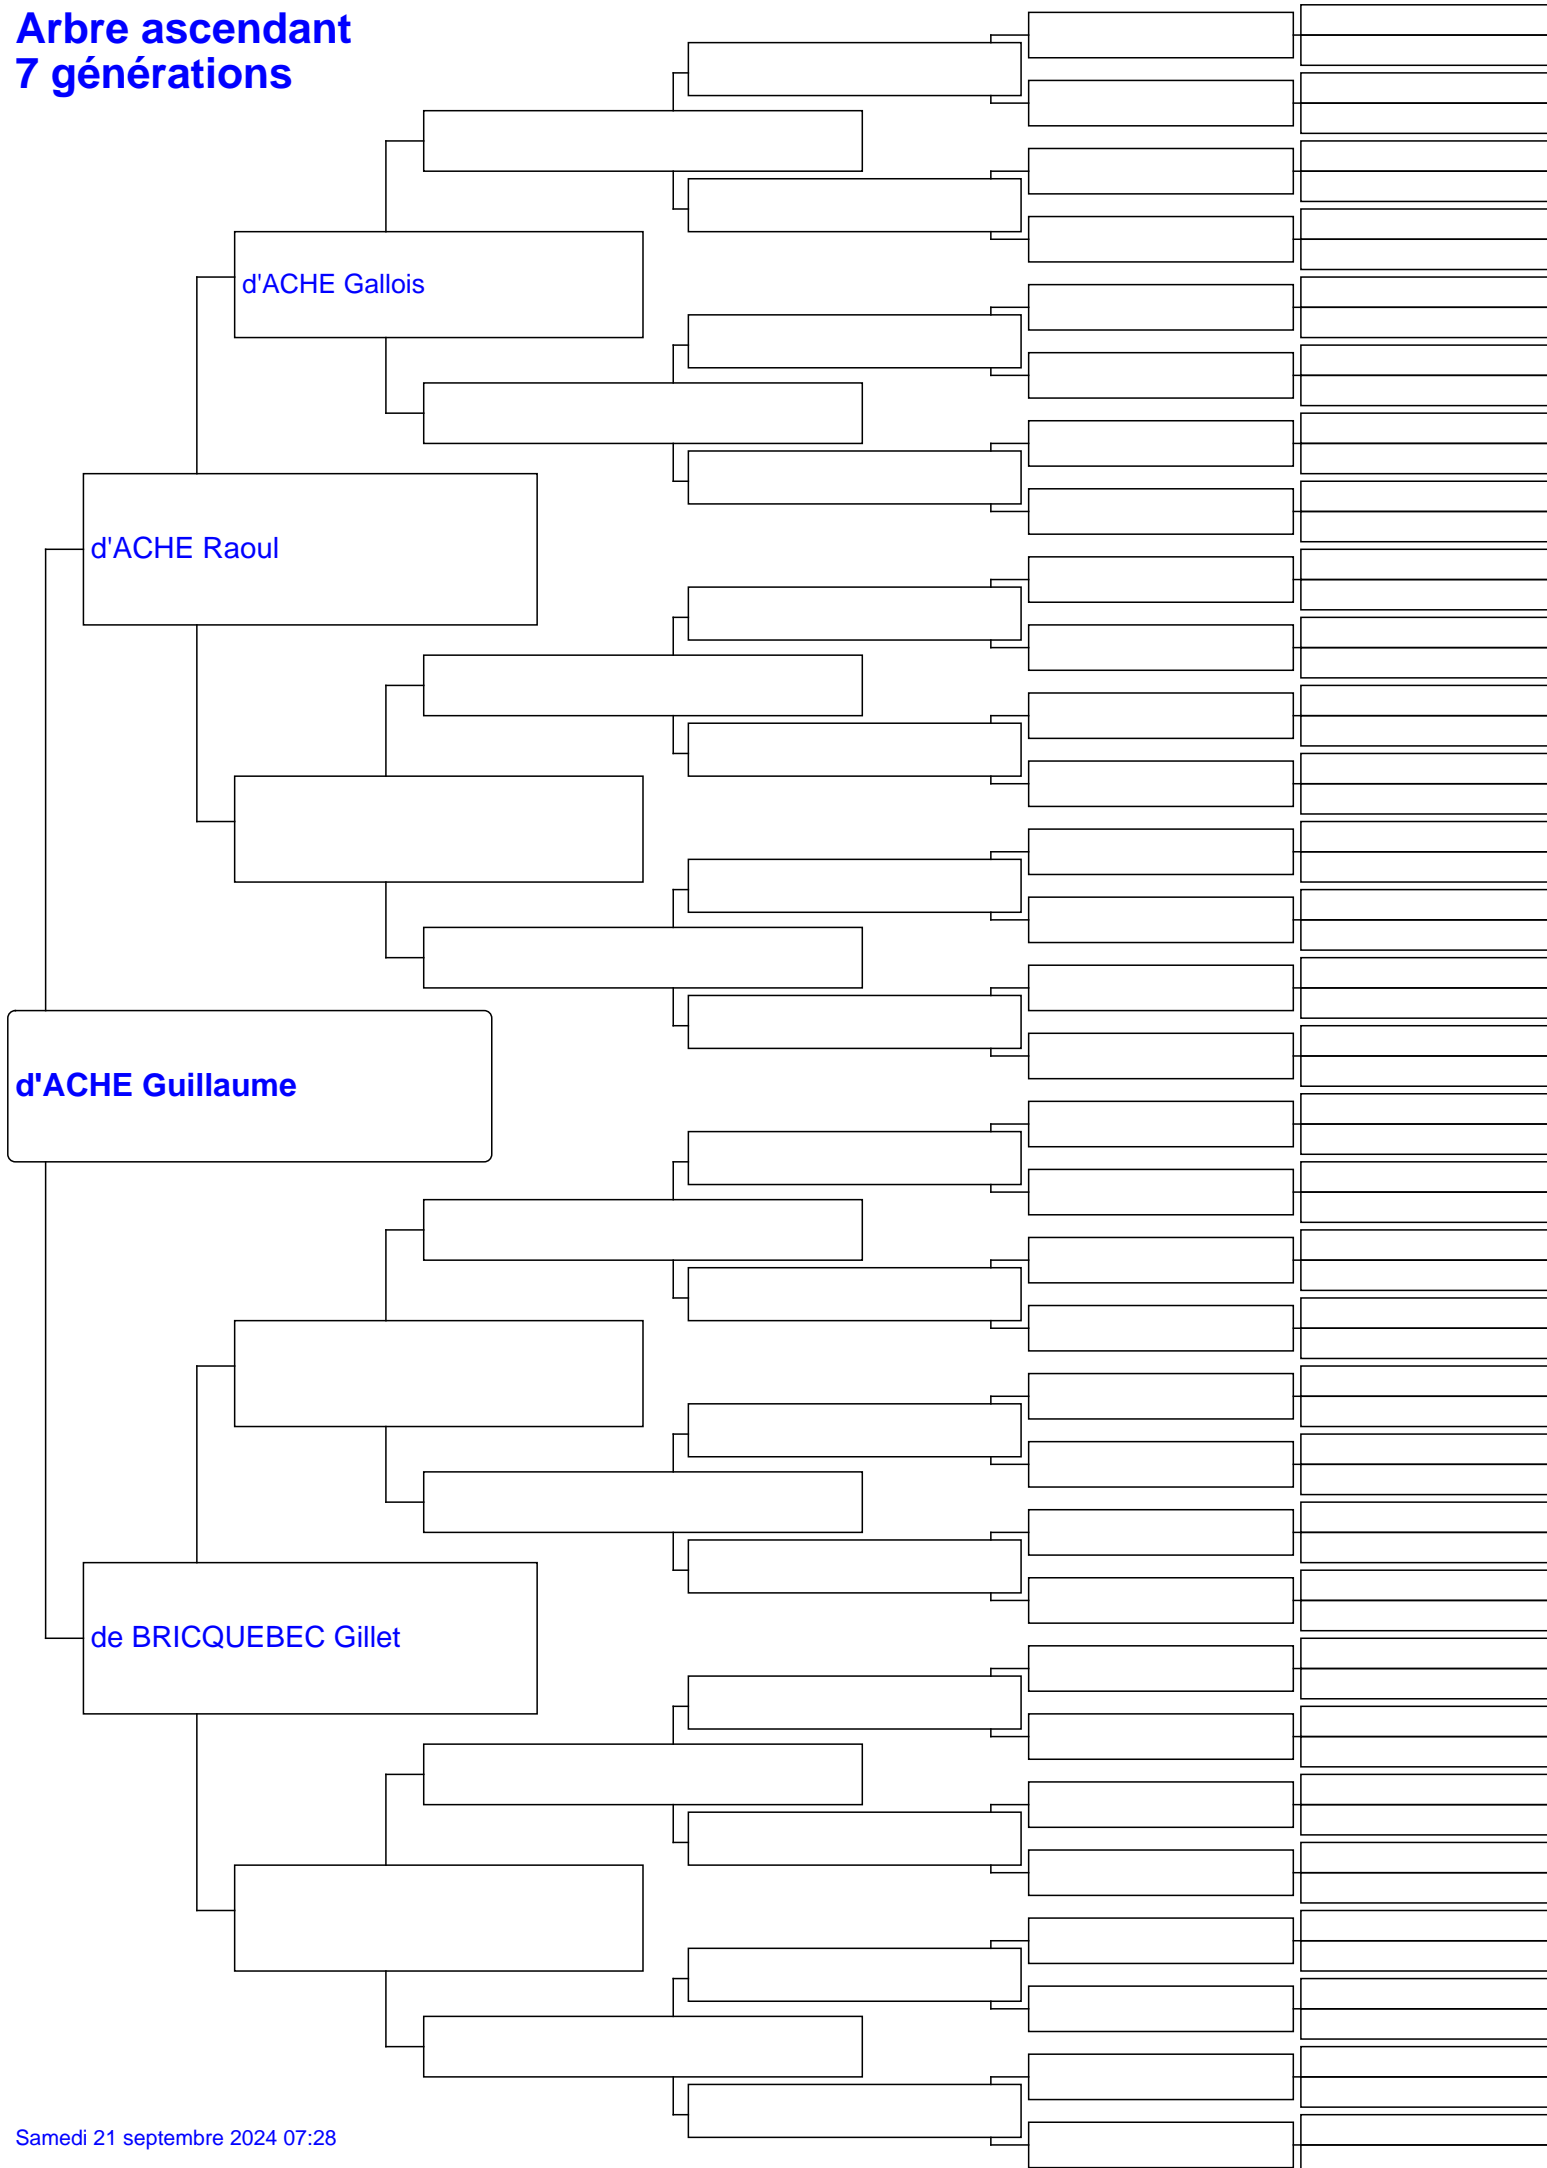 Arbre ascendant
7 générations
d'ACHE Gallois
d'ACHE Raoul
d'ACHE Guillaume
de BRICQUEBEC Gillet
Samedi 21 septembre 2024 07:28